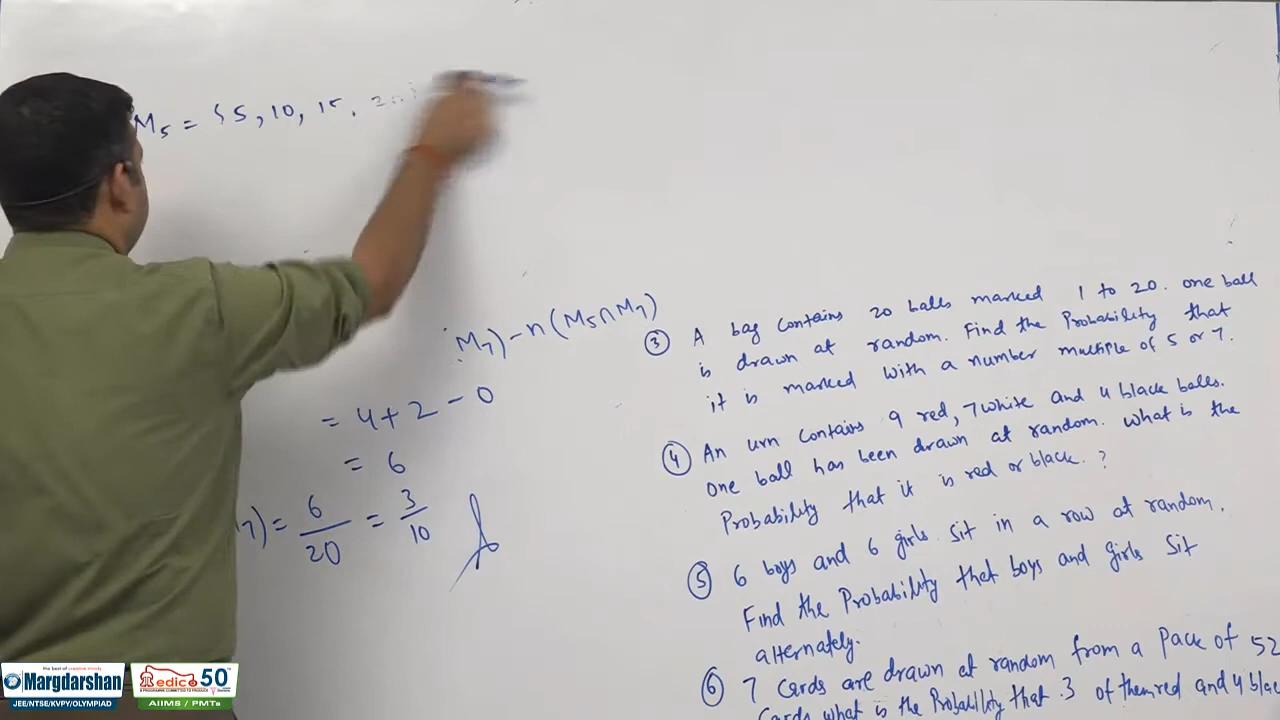 M5 = {5, 10, 15, 20}
M7) - n(M5∩M7)
= 4 + 2 - 0
= 6
7) = 6/20 = 3/10
③ A bag contains 20 balls marked 1 to 20. one ball
is drawn at random. Find the Probability that
it is marked with a number multiple of 5 or 7.
④ An urn contains 9 red, 7 white and 4 black balls.
one ball has been drawn at random. what is the
Probability that it is red or black.?
⑤ 6 boys and 6 girls sit in a row at random.
Find the Probability that boys and girls sit
alternately.
⑥ 7 cards are drawn at random from a pack of 52
cards what is the Probability that 3 of them red and 4 blac
the best of creative minds
Margdarshan
JEE/NTSE/KVPY/OLYMPIAD
Medico 50
AIIMS / PMTs